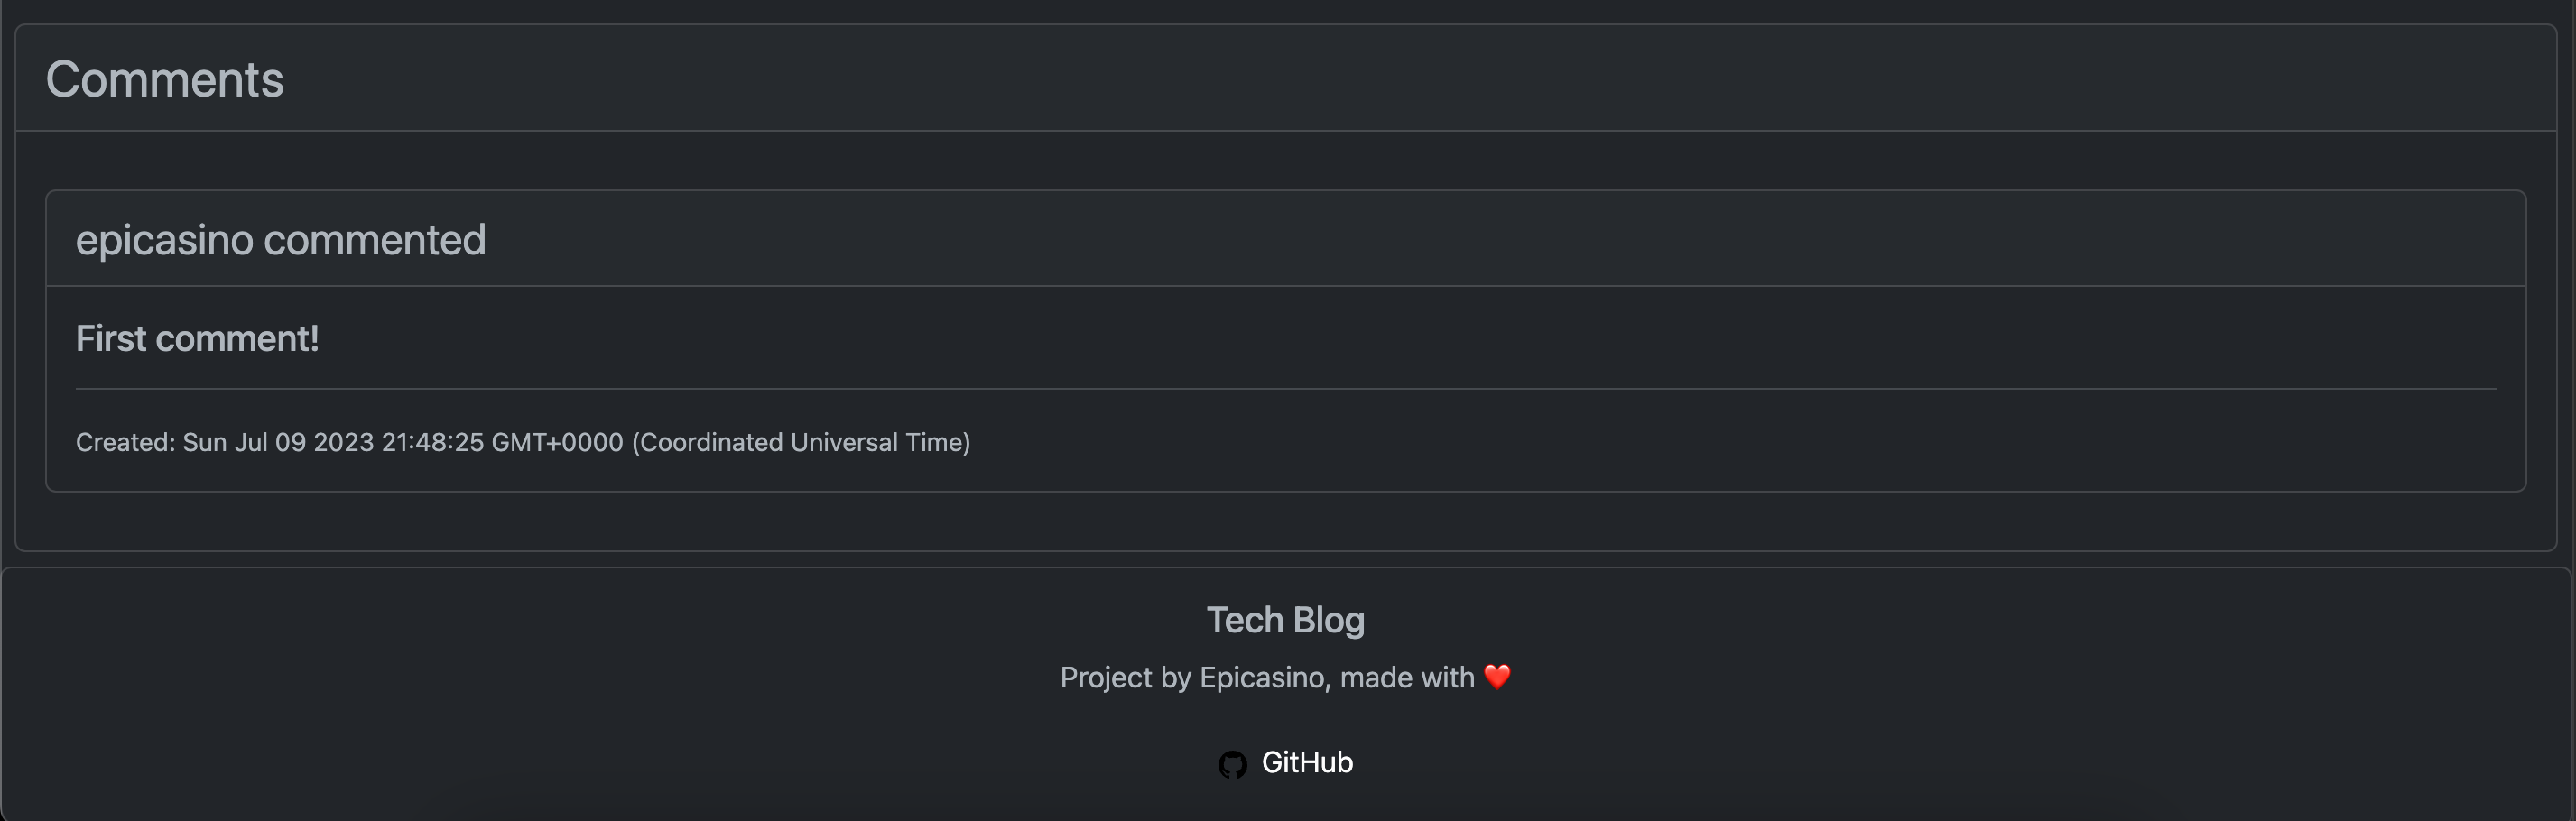 Comments
epicasino commented
First comment!
Created: Sun Jul 09 2023 21:48:25 GMT+0000 (Coordinated Universal Time)
Tech Blog
Project by Epicasino, made with ❤️
GitHub